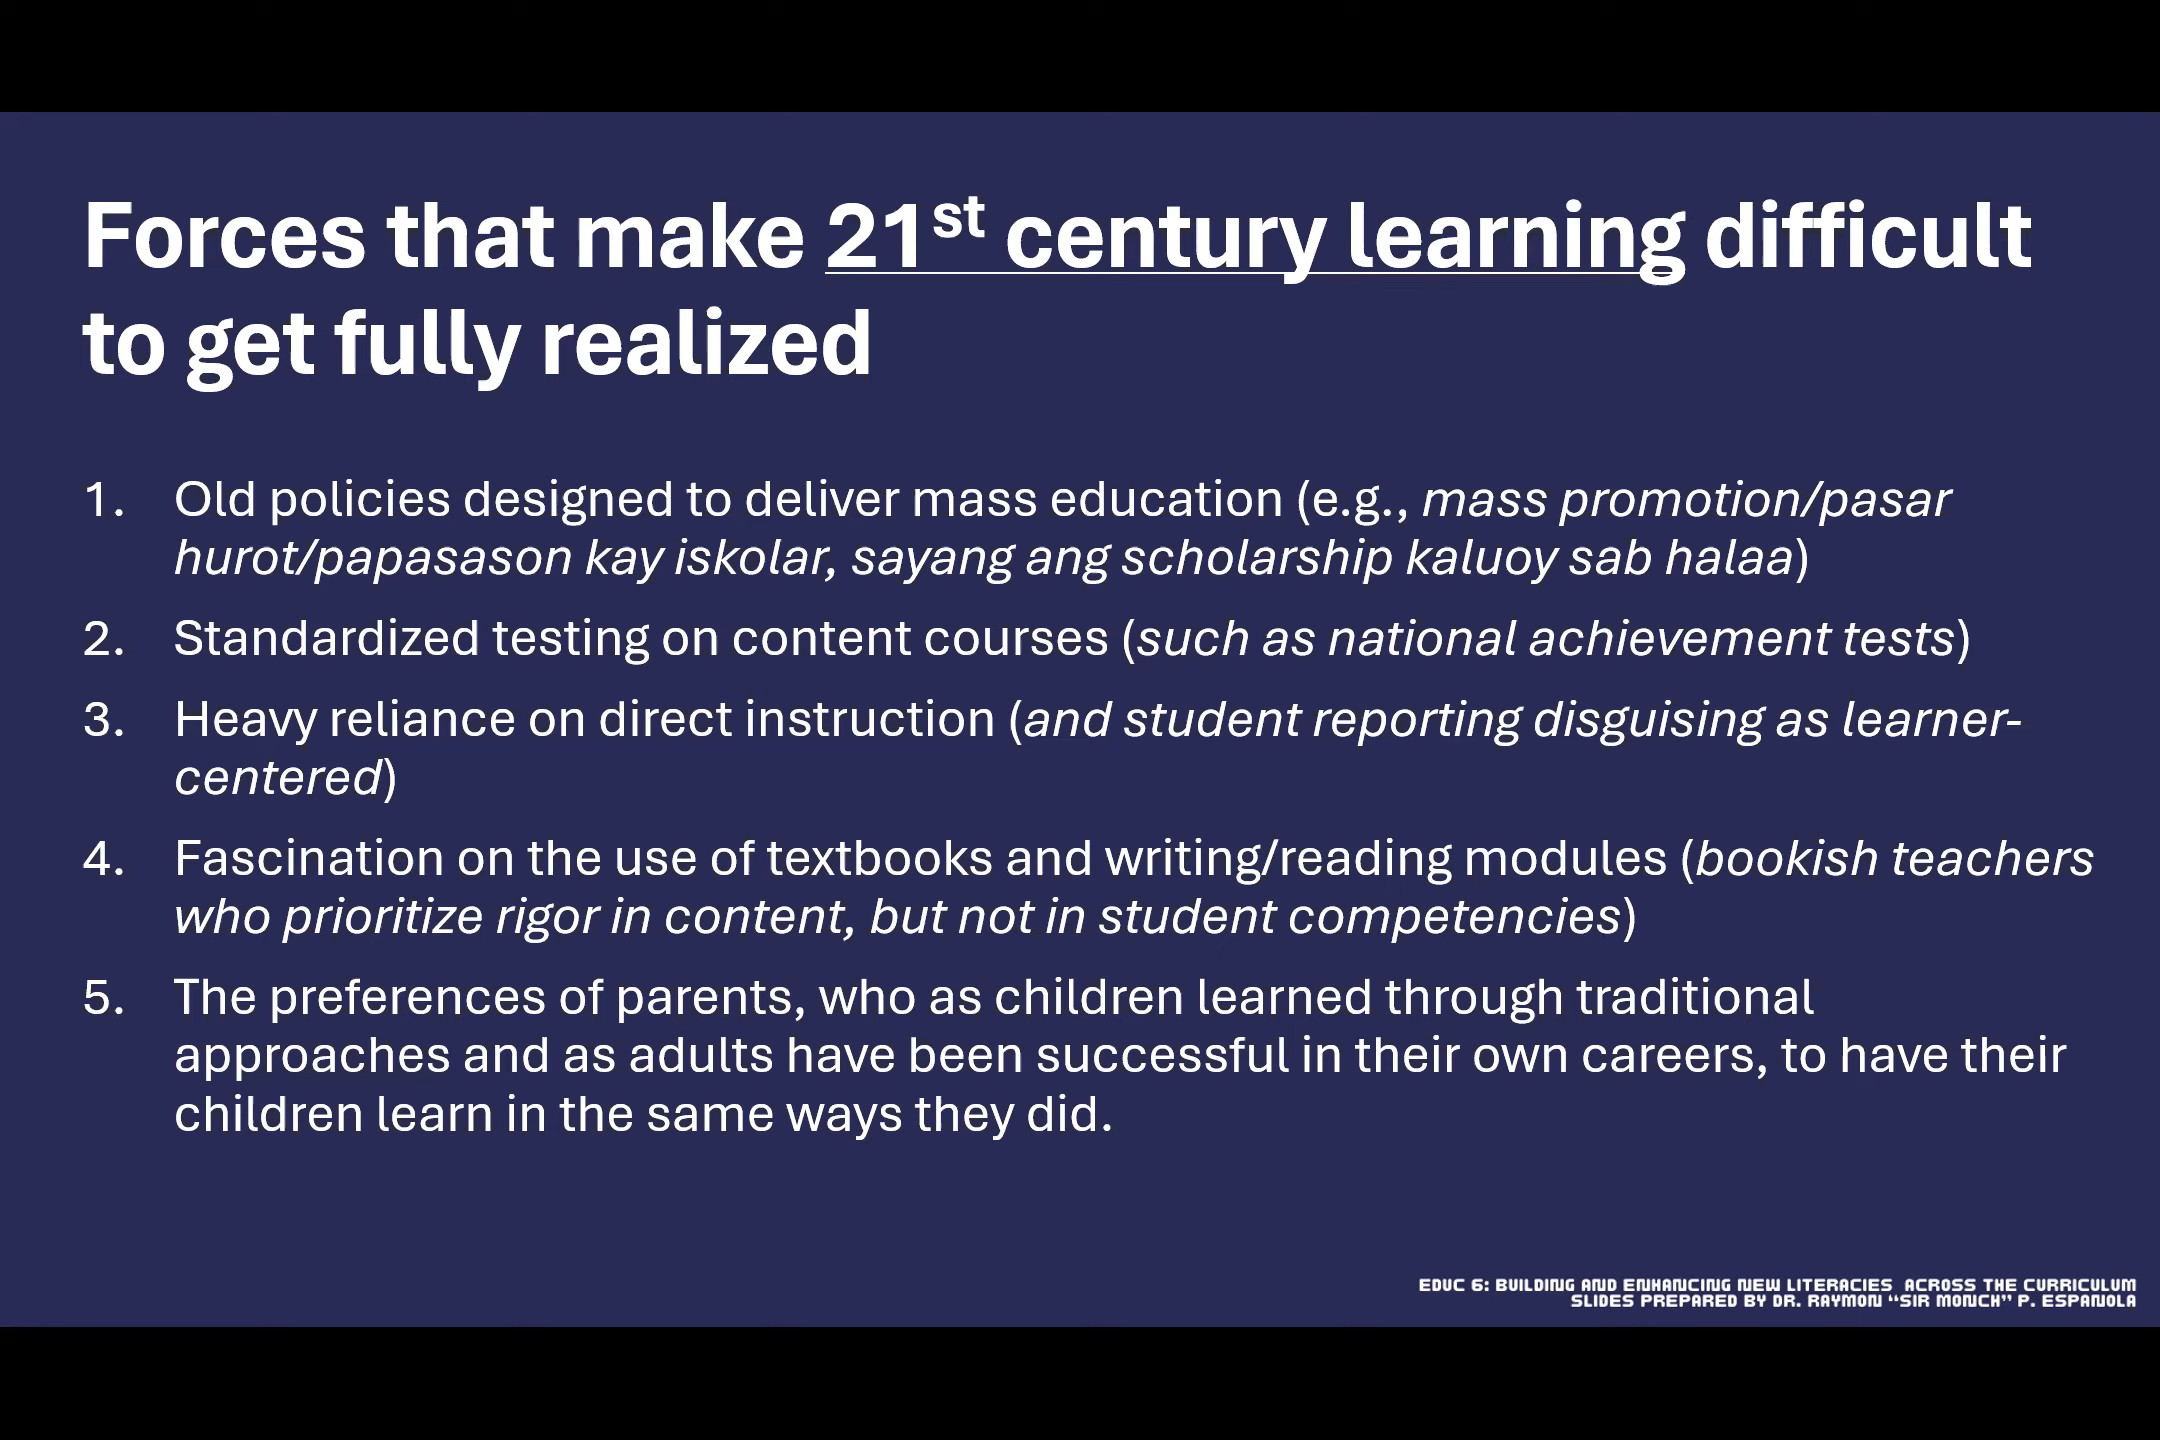 Forces that make 21st century learning difficult
to get fully realized
1. Old policies designed to deliver mass education (e.g., mass promotion/pasar
hurot/papasason kay iskolar, sayang ang scholarship kaluoy sab halaa)
2. Standardized testing on content courses (such as national achievement tests)
3. Heavy reliance on direct instruction (and student reporting disguising as learner-
centered)
4. Fascination on the use of textbooks and writing/reading modules (bookish teachers
who prioritize rigor in content, but not in student competencies)
5. The preferences of parents, who as children learned through traditional
approaches and as adults have been successful in their own careers, to have their
children learn in the same ways they did.
EDUC 6: BUILDING AND ENHANCING NEW LITERACIES ACROSS THE CURRICULUM
SLIDES PREPARED BY DR. RAYMON “SIR MONCH” P. ESPAÑOLA